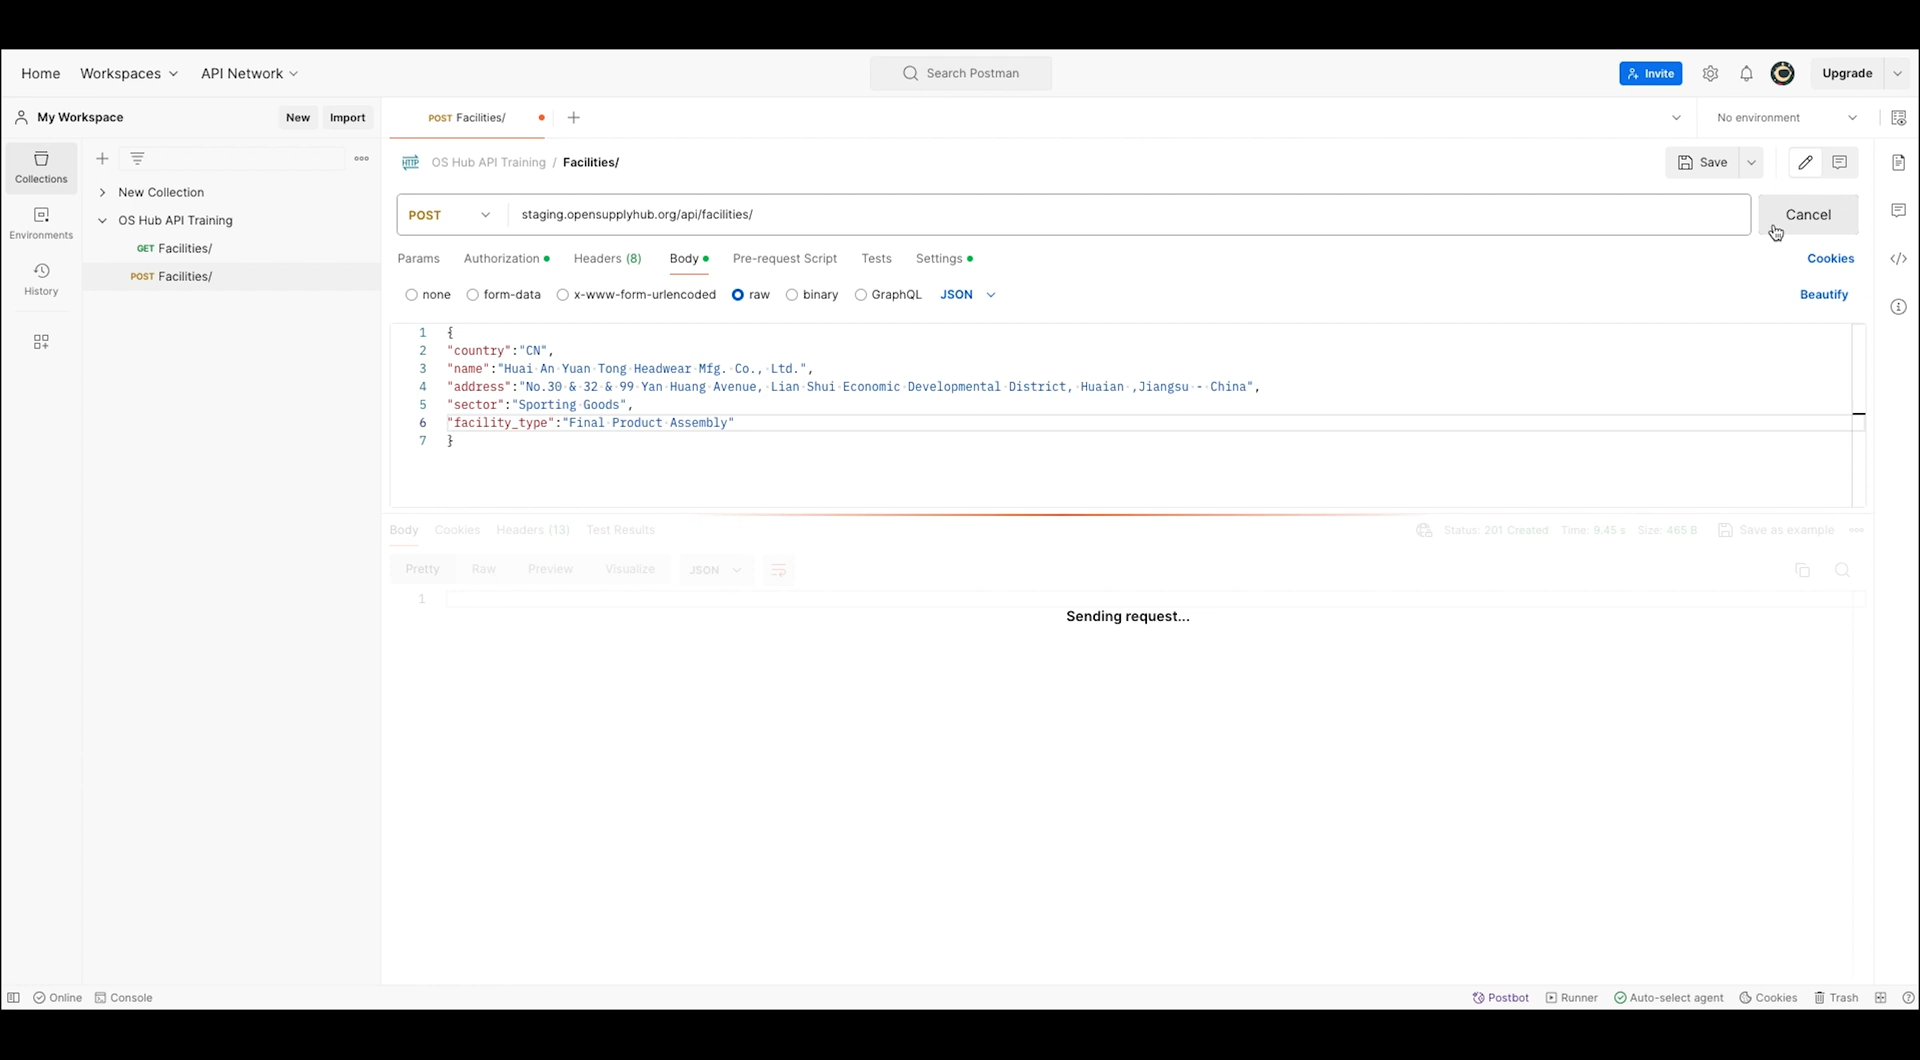 Home Workspaces API Network Search Postman Invite Upgrade
My Workspace New Import POST Facilities/ No environment
Collections
Environments
History
New Collection
OS Hub API Training
GET Facilities/
POST Facilities/
HTTP OS Hub API Training / Facilities/ Save
POST staging.opensupplyhub.org/api/facilities/ Cancel
Params Authorization Headers (8) Body Pre-request Script Tests Settings Cookies
none form-data x-www-form-urlencoded raw binary GraphQL JSON Beautify
1 {
2 "country":"CN",
3 "name":"Huai An Yuan Tong Headwear Mfg. Co., Ltd.",
4 "address":"No.30 & 32 & 99 Yan Huang Avenue, Lian Shui Economic Developmental District, Huaian ,Jiangsu - China",
5 "sector":"Sporting Goods",
6 "facility_type":"Final Product Assembly"
7 }
Body Cookies Headers (13) Test Results Status: 201 Created Time: 9.45 s Size: 465 B Save as example
Pretty Raw Preview Visualize JSON
1
Sending request...
Online Console Postbot Runner Auto-select agent Cookies Trash